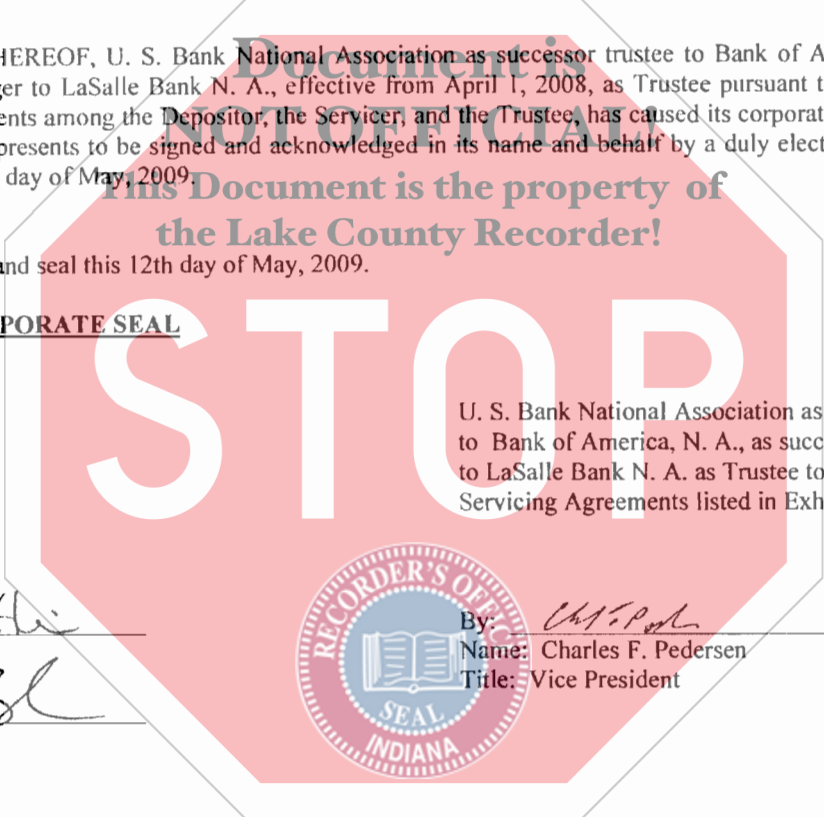 HEREOF, U. S. Bank National Association as successor trustee to Bank of A
er to LaSalle Bank N. A., effective from April 1, 2008, as Trustee pursuant t
ents among the Depositor, the Servicer, and the Trustee, has caused its corporat
presents to be signed and acknowledged in its name and behalf by a duly elect
day of May, 2009.
Document is
NOT OFFICIAL!
This Document is the property of
the Lake County Recorder!
and seal this 12th day of May, 2009.
PORATE SEAL
STOP
U. S. Bank National Association as
to Bank of America, N. A., as succ
to LaSalle Bank N. A. as Trustee to
Servicing Agreements listed in Exh
RECORDER'S OFFIC
SEAL
INDIANA
By:
Name: Charles F. Pedersen
Title: Vice President